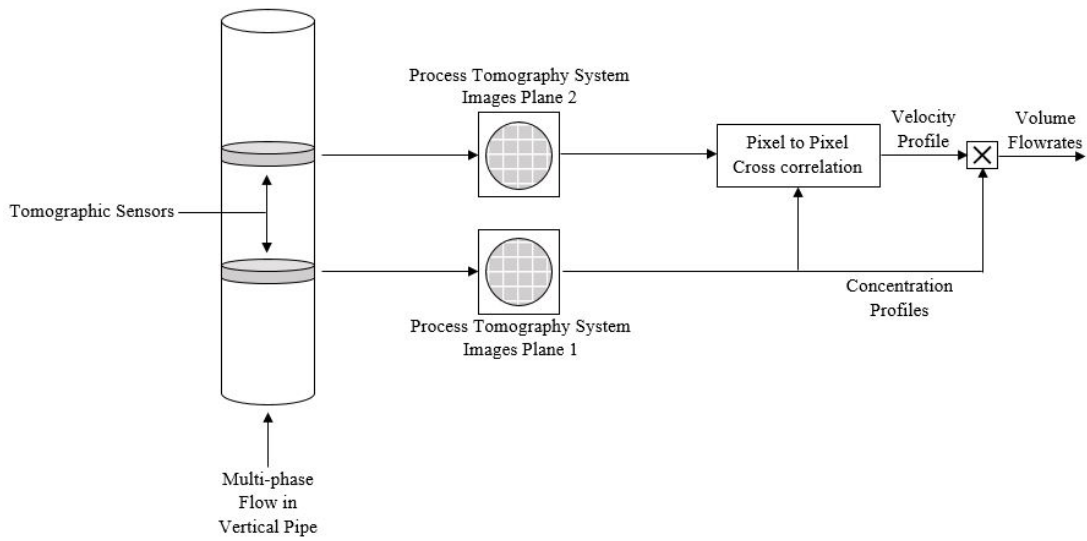 Process Tomography System
Images Plane 2
Velocity
Profile
Volume
Flowrates
Pixel to Pixel
Cross correlation
Tomographic Sensors
Concentration
Profiles
Process Tomography System
Images Plane 1
Multi-phase
Flow in
Vertical Pipe